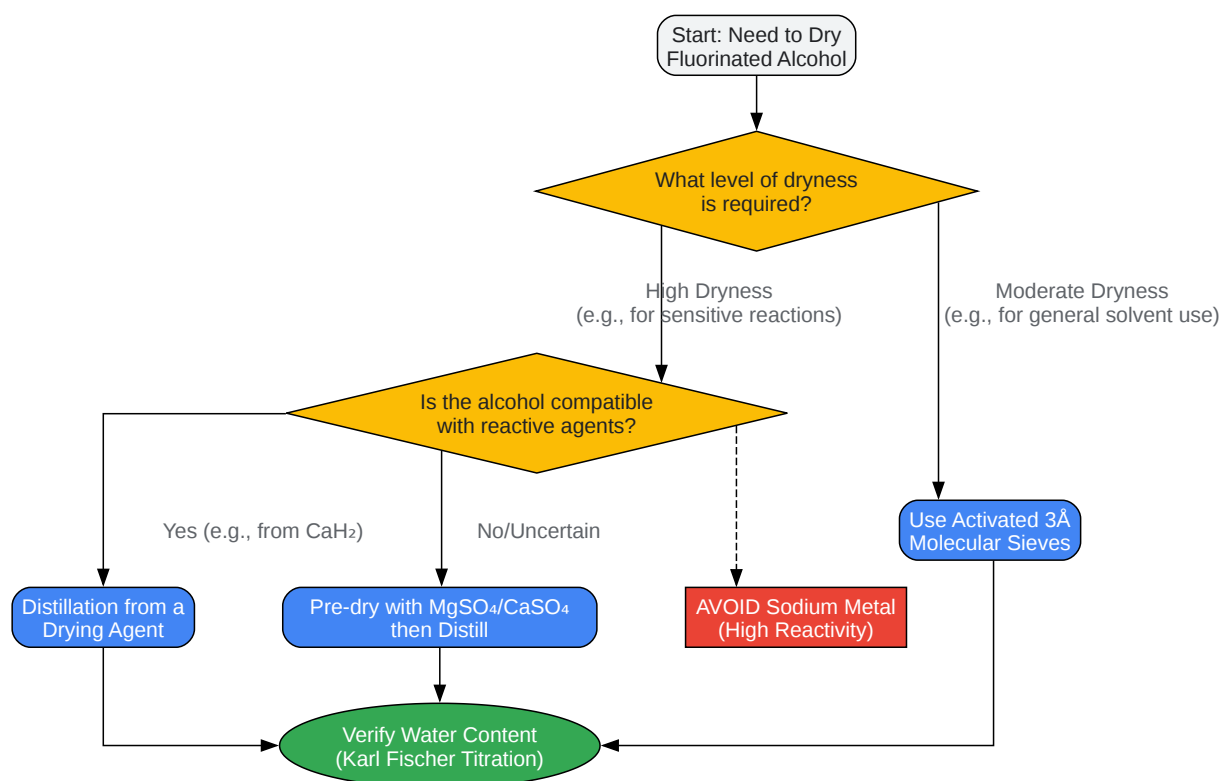 Start: Need to Dry
Fluorinated Alcohol
What level of dryness
is required?
High Dryness
(e.g., for sensitive reactions)
Moderate Dryness
(e.g., for general solvent use)
Is the alcohol compatible
with reactive agents?
Yes (e.g., from CaH₂)
No/Uncertain
Use Activated 3Å
Molecular Sieves
Distillation from a
Drying Agent
Pre-dry with MgSO₄/CaSO₄
then Distill
AVOID Sodium Metal
(High Reactivity)
Verify Water Content
(Karl Fischer Titration)